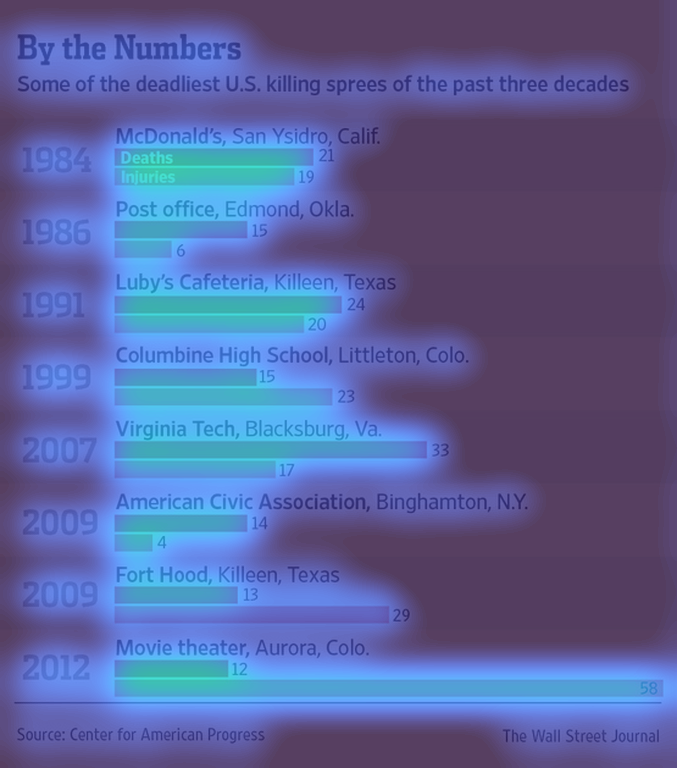 By the Numbers
Some of the deadliest U.S. killing sprees of the past three decades
1984
McDonald's, San Ysidro, Calif.
Deaths 21
Injuries 19
1986
Post office, Edmond, Okla.
15
6
1991
Luby's Cafeteria, Killeen, Texas
24
20
1999
Columbine High School, Littleton, Colo.
15
23
2007
Virginia Tech, Blacksburg, Va.
33
17
2009
American Civic Association, Binghamton, N.Y.
14
4
2009
Fort Hood, Killeen, Texas
13
29
2012
Movie theater, Aurora, Colo.
12
58
Source: Center for American Progress
The Wall Street Journal